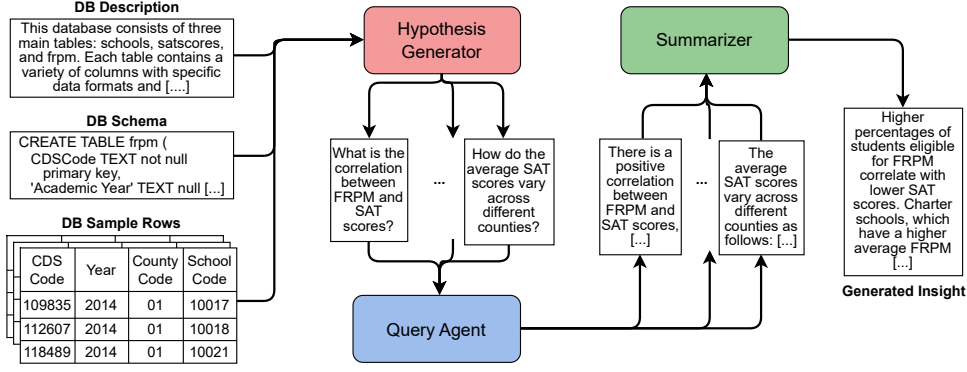 DB Description
This database consists of three
main tables: schools, satscores,
and frpm. Each table contains a
variety of columns with specific
data formats and [....]
DB Schema
CREATE TABLE frpm (
CDSCode TEXT not null
primary key,
'Academic Year' TEXT null [...]
DB Sample Rows
CDS Code Year County Code School Code
109835 2014 01 10017
112607 2014 01 10018
118489 2014 01 10021
Hypothesis
Generator
What is the
correlation
between
FRPM and
SAT
scores?
...
How do the
average SAT
scores vary
across
different
counties?
Query Agent
Summarizer
There is a
positive
correlation
between
FRPM and
SAT scores,
[...]
...
The
average
SAT scores
vary across
different
counties as
follows: [...]
Higher
percentages of
students eligible
for FRPM
correlate with
lower SAT
scores. Charter
schools, which
have a higher
average FRPM
[...]
Generated Insight